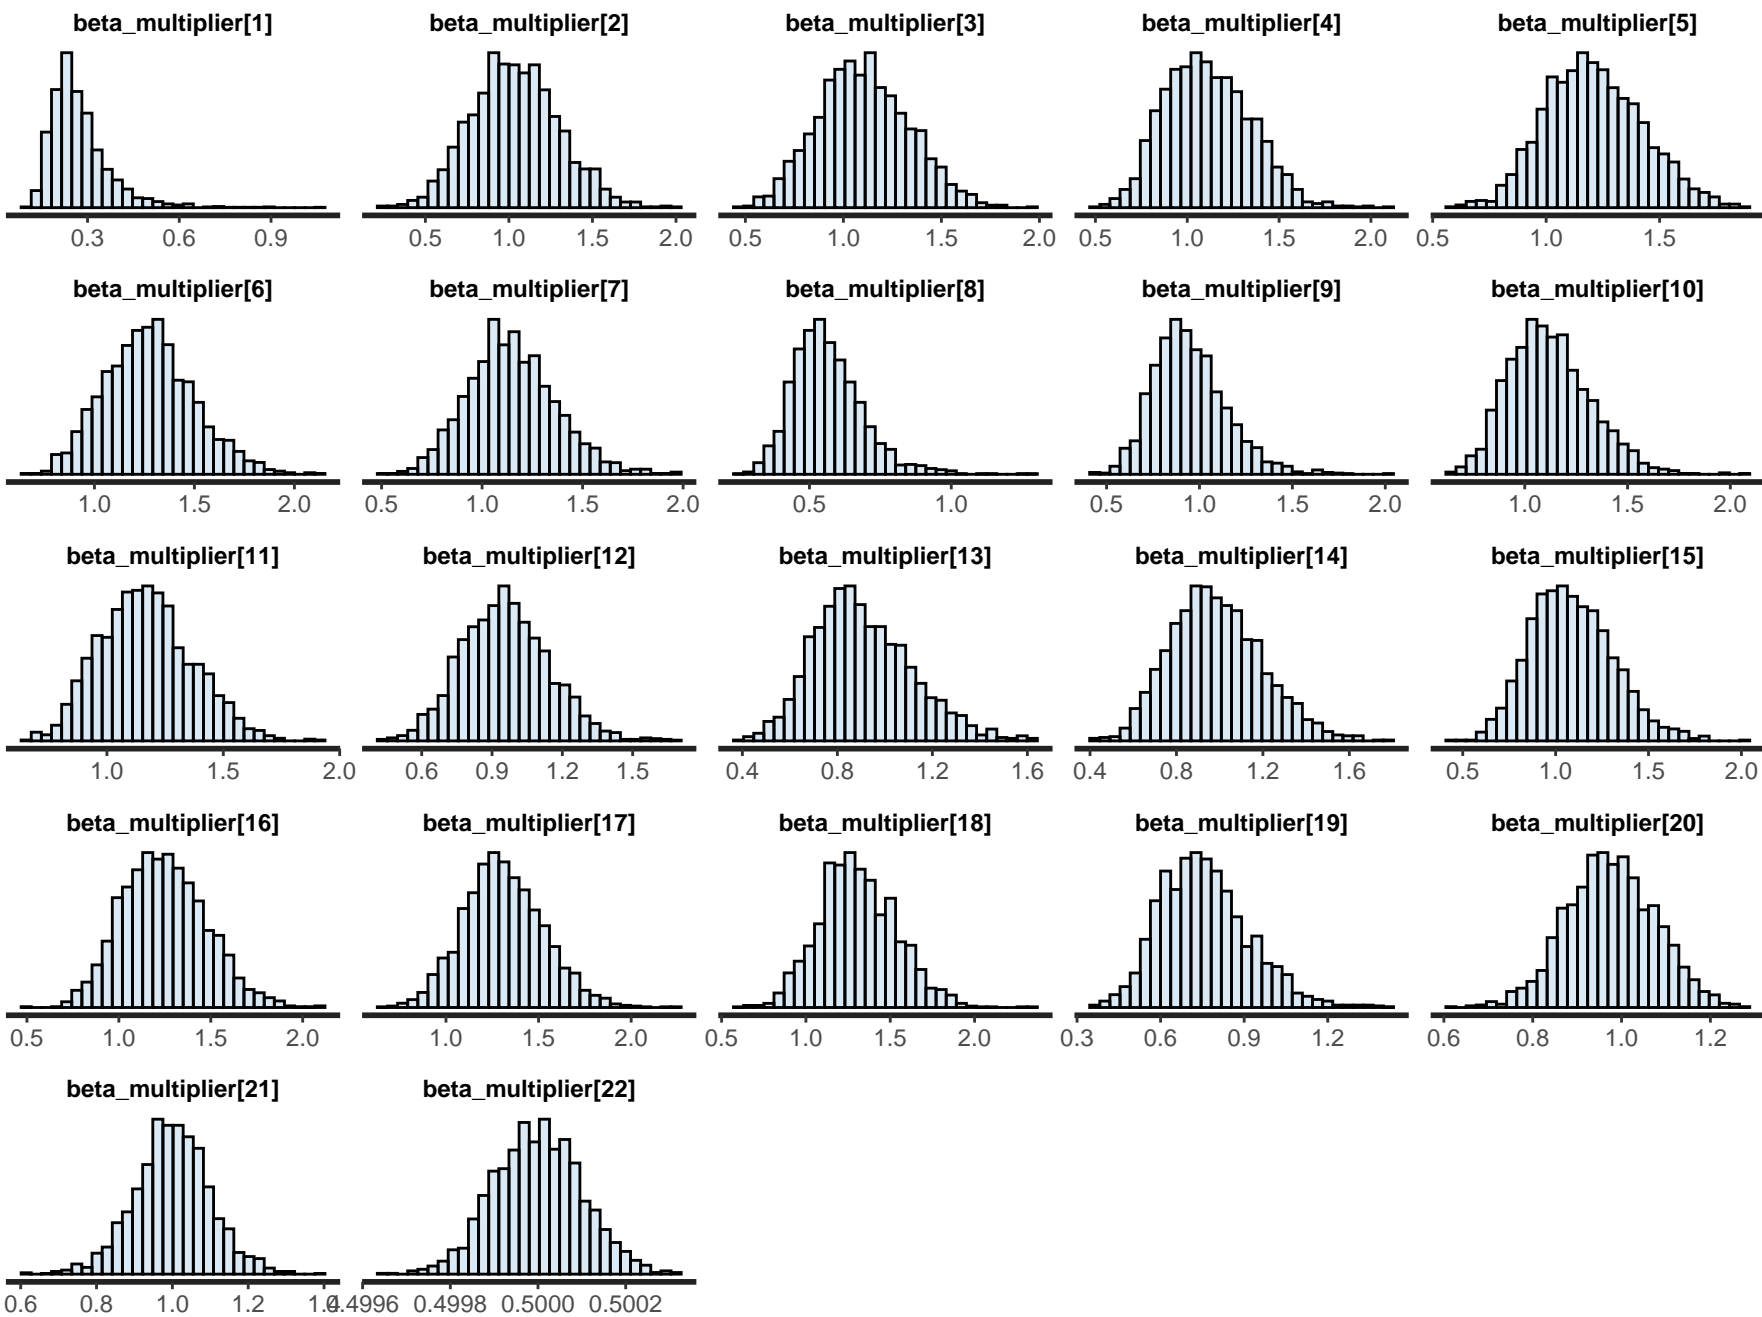 beta_multiplier[1] beta_multiplier[2] beta_multiplier[3] beta_multiplier[4] beta_multiplier[5]
0.3 0.6 0.9 0.5 1.0 1.5 2.0 0.5 1.0 1.5 2.0 0.5 1.0 1.5 2.0 0.5 1.0 1.5
beta_multiplier[6] beta_multiplier[7] beta_multiplier[8] beta_multiplier[9] beta_multiplier[10]
1.0 1.5 2.0 0.5 1.0 1.5 2.0 0.5 1.0 0.5 1.0 1.5 2.0 1.0 1.5 2.0
beta_multiplier[11] beta_multiplier[12] beta_multiplier[13] beta_multiplier[14] beta_multiplier[15]
1.0 1.5 2.0 0.6 0.9 1.2 1.5 0.4 0.8 1.2 1.6 0.4 0.8 1.2 1.6 0.5 1.0 1.5 2.0
beta_multiplier[16] beta_multiplier[17] beta_multiplier[18] beta_multiplier[19] beta_multiplier[20]
0.5 1.0 1.5 2.0 1.0 1.5 2.0 0.5 1.0 1.5 2.0 0.3 0.6 0.9 1.2 0.6 0.8 1.0 1.2
beta_multiplier[21] beta_multiplier[22]
0.6 0.8 1.0 1.2 1.4 0.4996 0.4998 0.5000 0.5002